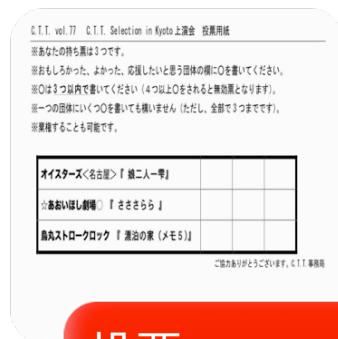 C.T.T. vol.77 C.T.T. Selection in Kyoto上演会 投票用紙
※あなたの持ち票は3つです。
※おもしろかった、よかった、応援したいと思う団体の欄に○を書いてください。
※○は3つ以内で書いてください(4つ以上○をされると無効票となります)。
※一つの団体にいくつ○を書いても構いません(ただし、全部で3つまでです)。
※棄権することも可能です。
オイスターズ<名古屋>『 娘二人一雫』
☆あおいほし劇場○ 『 さささらら 』
烏丸ストロークロック 『 源泊の家(メモ5)』
ご協力ありがとうございます。C.T.T.事務局
投票